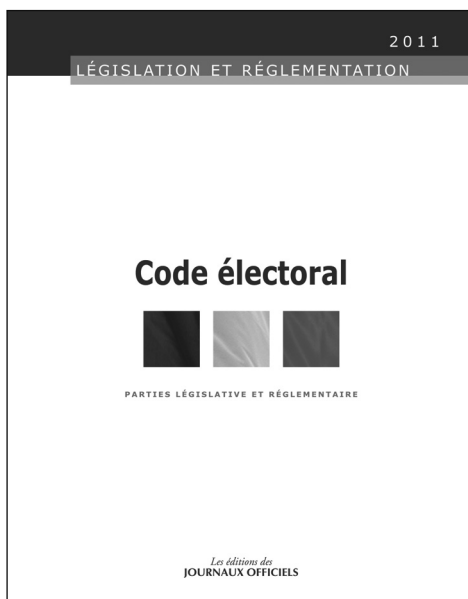 2011
LÉGISLATION ET RÉGLEMENTATION
Code électoral
PARTIES LÉGISLATIVE ET RÉGLEMENTAIRE
Les éditions des
JOURNAUX OFFICIELS